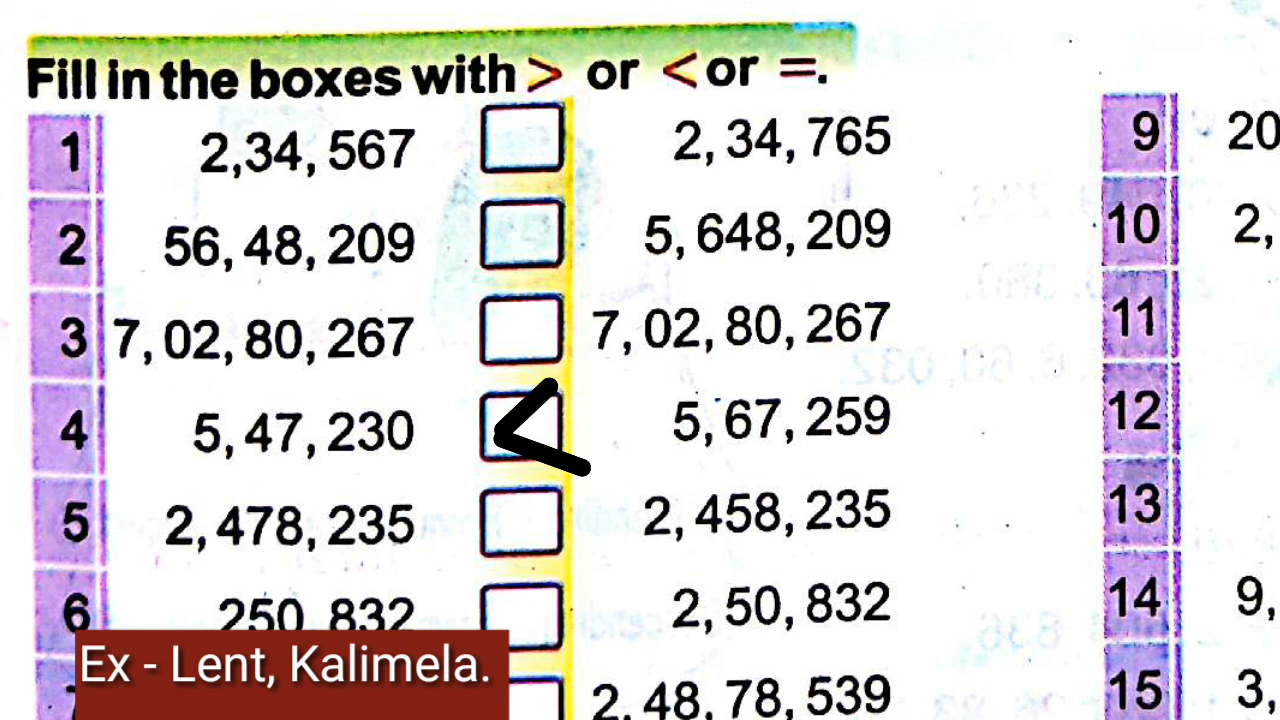 Fill in the boxes with > or < or =.
1 2,34,567 2,34,765
2 56,48,209 5,648,209
3 7,02,80,267 7,02,80,267
4 5,47,230 < 5,67,259
5 2,478,235 2,458,235
6 250,832 2,50,832
2,48,78,539
9 20
10 2,
11
12
13
14 9,
15 3,
Ex - Lent, Kalimela.